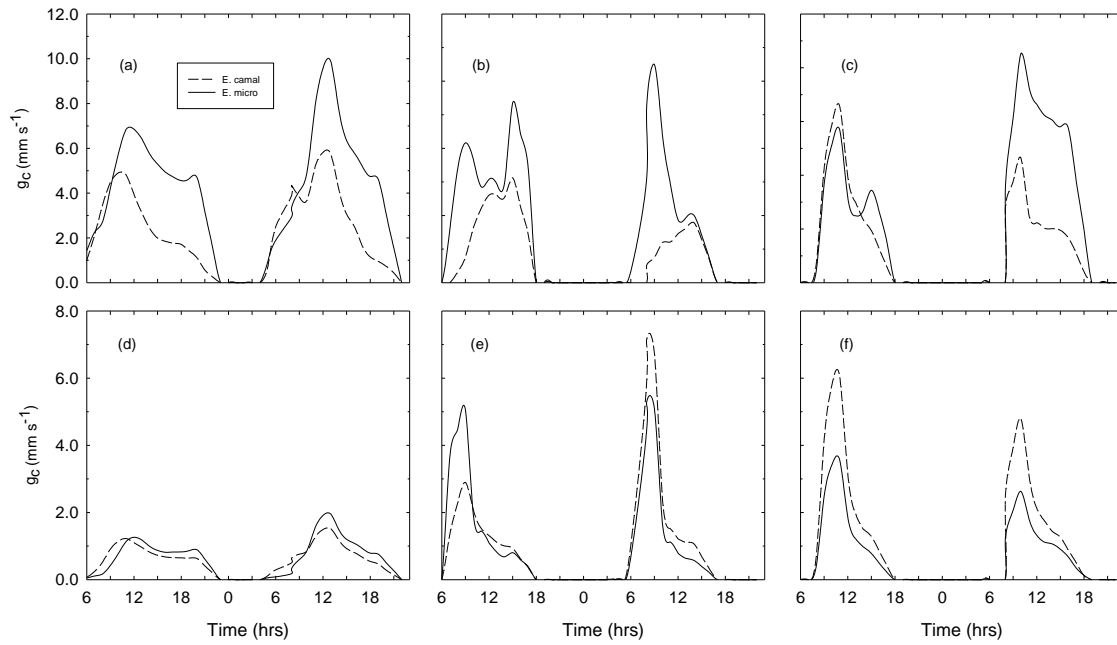 12.0
10.0
8.0
6.0
4.0
2.0
0.0
g_c (mm s⁻¹)
(a)
E. camal
E. micro
(b)
(c)
8.0
6.0
4.0
2.0
0.0
g_c (mm s⁻¹)
(d)
(e)
(f)
6 12 18 0 6 12 18
6 12 18 0 6 12 18
6 12 18 0 6 12 18
Time (hrs)
Time (hrs)
Time (hrs)